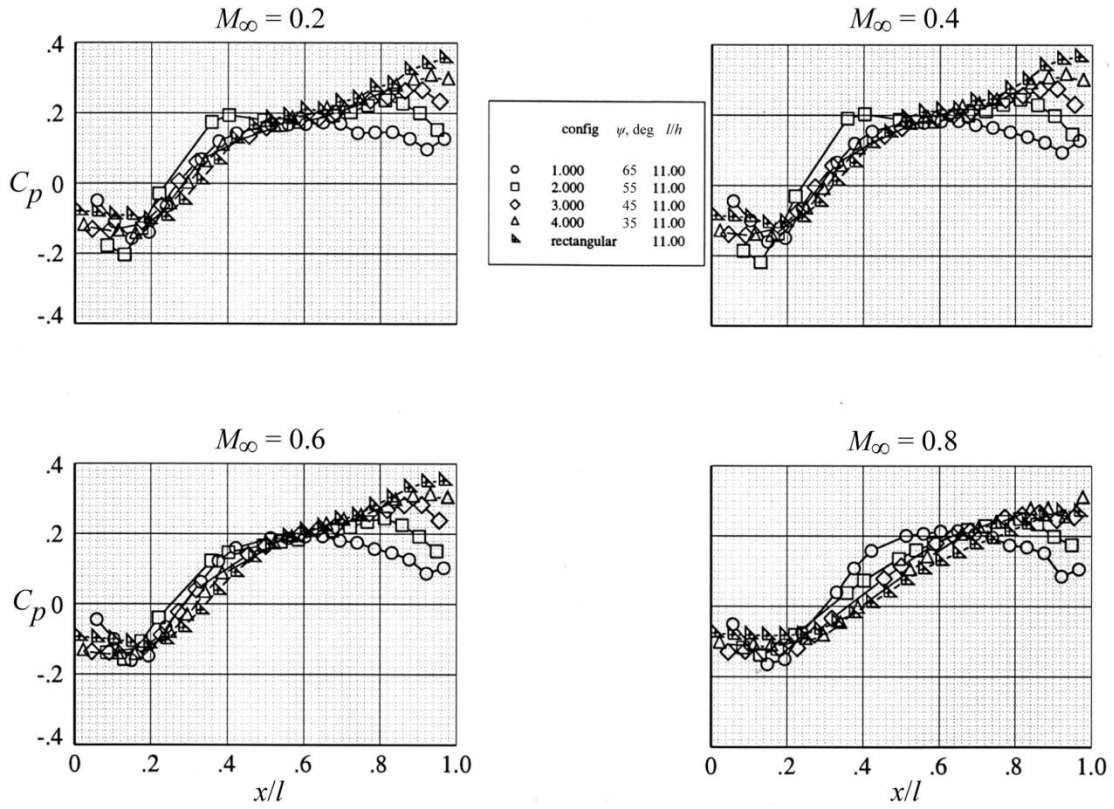 M∞ = 0.2
M∞ = 0.4
.4
.2
0
-.2
-.4
Cp
config ψ, deg l/h
1.000 65 11.00
2.000 55 11.00
3.000 45 11.00
4.000 35 11.00
rectangular 11.00
M∞ = 0.6
M∞ = 0.8
.4
.2
0
-.2
-.4
Cp
0 .2 .4 .6 .8 1.0
x/l
0 .2 .4 .6 .8 1.0
x/l